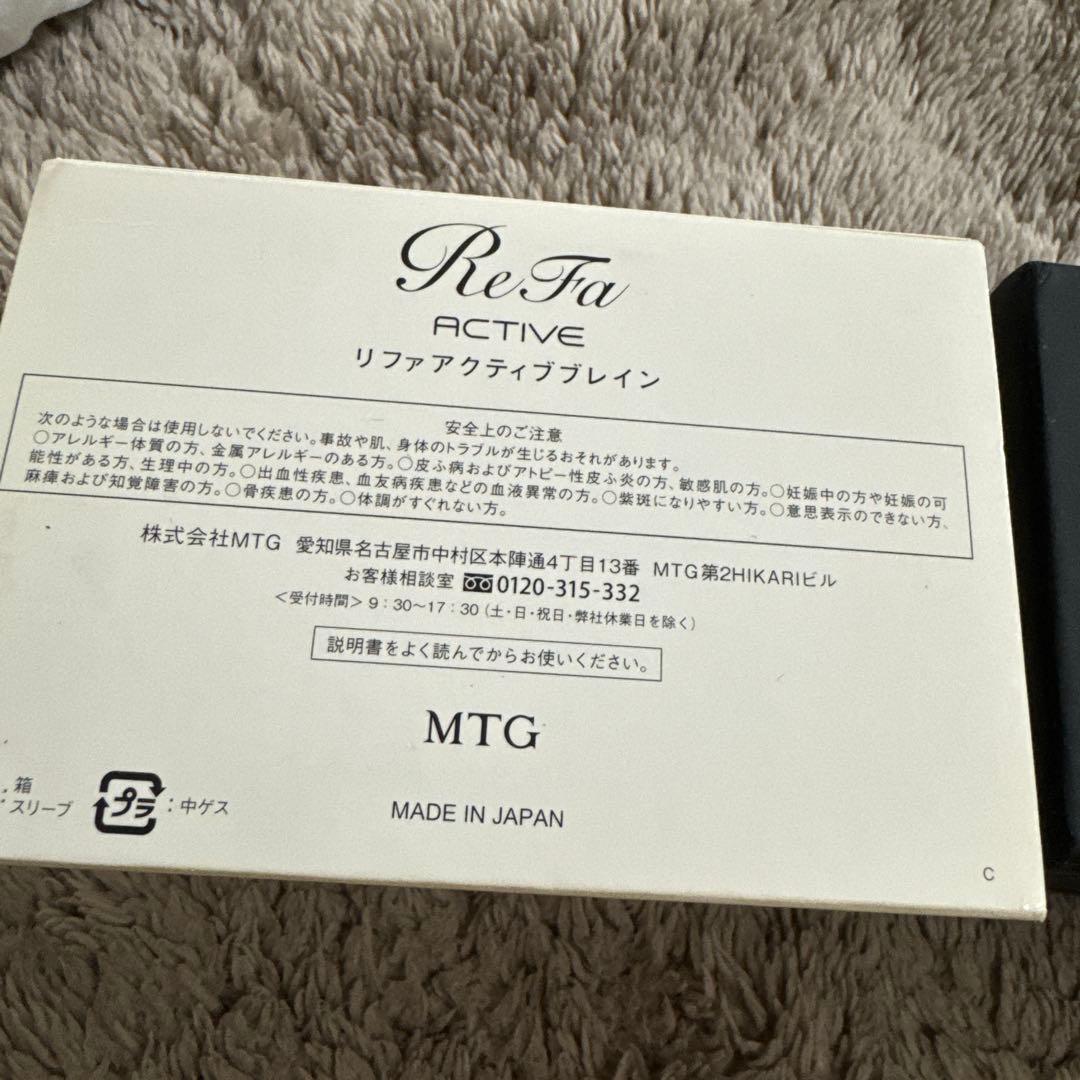 ReFa
ACTIVE
リファアクティブブレイン
安全上のご注意
次のような場合は使用しないでください。事故や肌、身体のトラブルが生じるおそれがあります。
○アレルギー体質の方、金属アレルギーのある方。○皮ふ病およびアトピー性皮ふ炎の方、敏感肌の方。○妊娠中の方や妊娠の可
能性がある方、生理中の方。○出血性疾患、血友病疾患などの血液異常の方。○紫斑になりやすい方。○意思表示のできない方、
麻痺および知覚障害の方。○骨疾患の方。○体調がすぐれない方。
株式会社MTG 愛知県名古屋市中村区本陣通4丁目13番 MTG第2HIKARIビル
お客様相談室 0120-315-332
<受付時間> 9：30～17：30 (土・日・祝日・弊社休業日を除く)
説明書をよく読んでからお使いください。
MTG
箱
スリーブ
プラ：中ゲス
MADE IN JAPAN
C